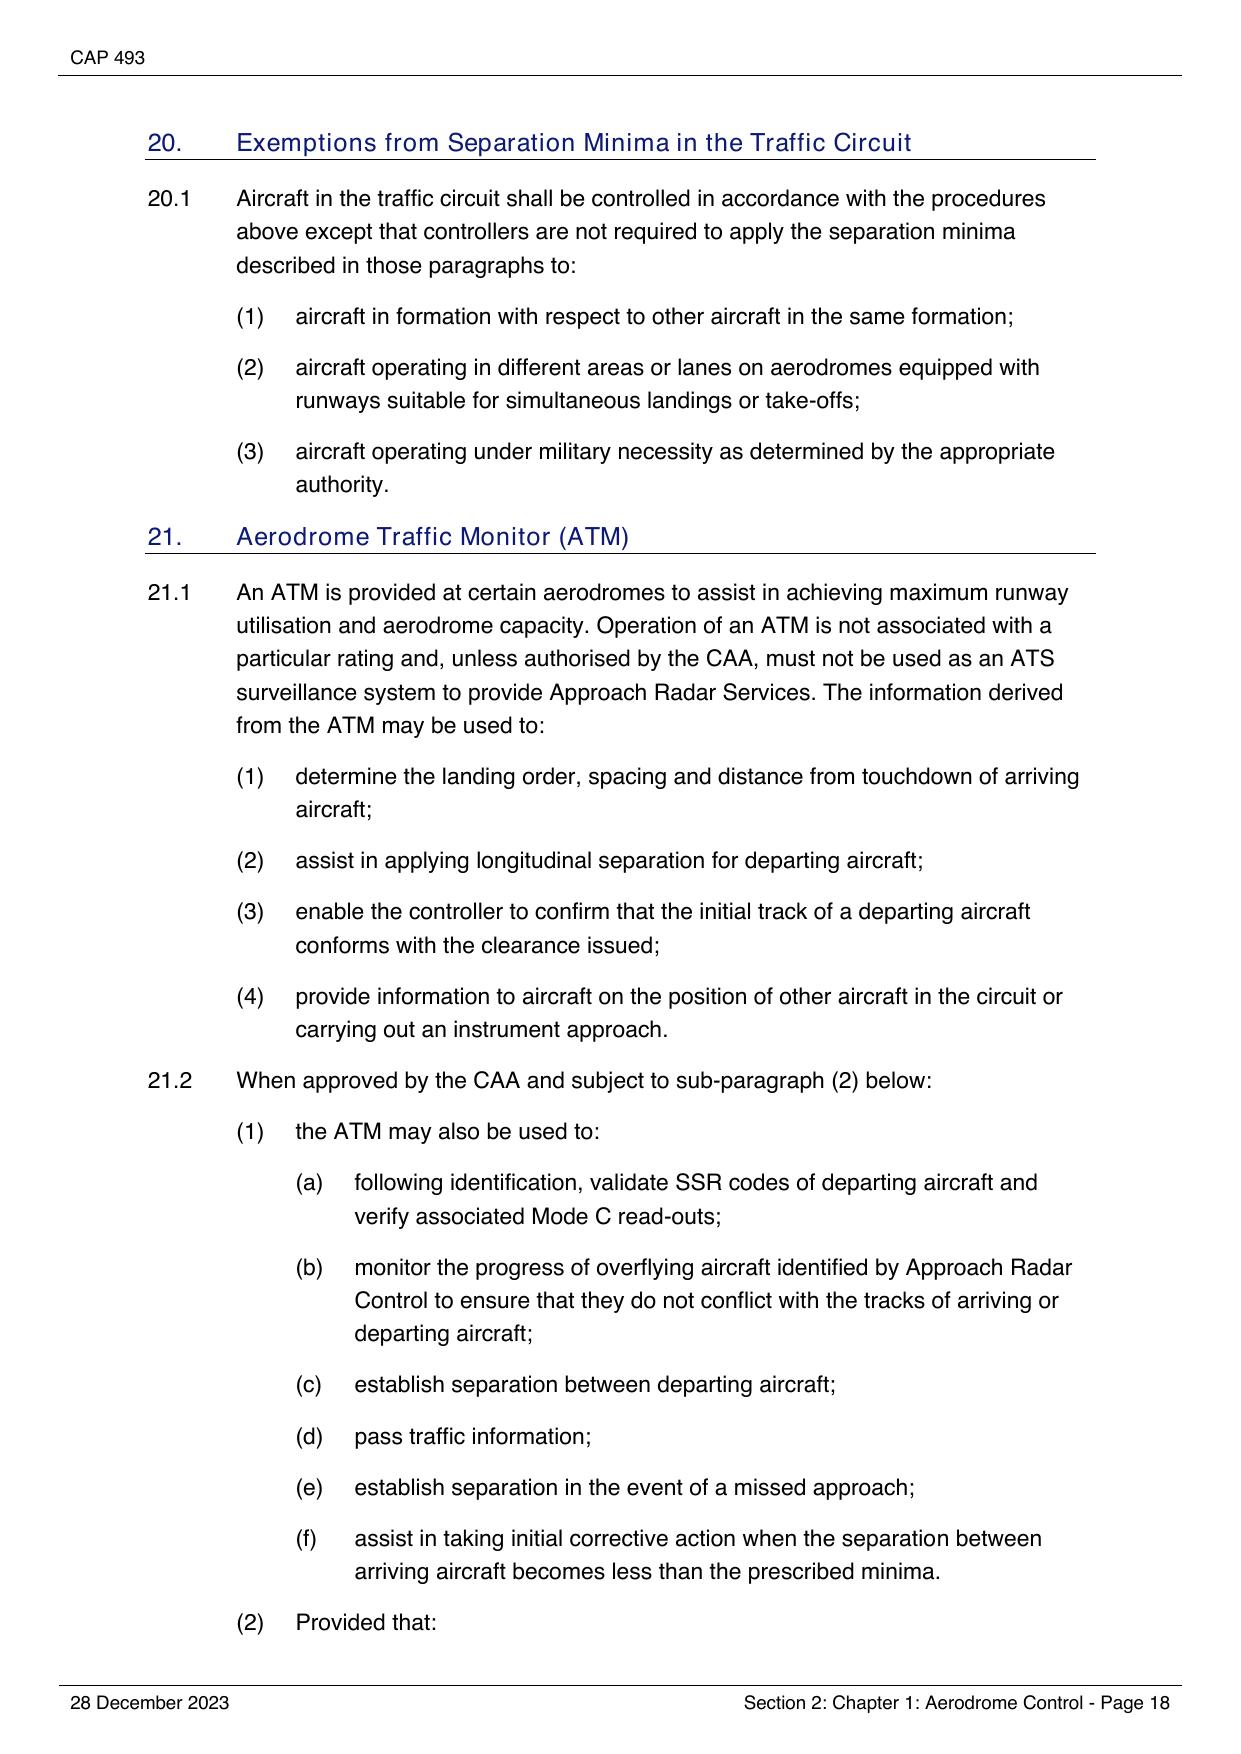 CAP 493
20. Exemptions from Separation Minima in the Traffic Circuit
20.1 Aircraft in the traffic circuit shall be controlled in accordance with the procedures
above except that controllers are not required to apply the separation minima
described in those paragraphs to:
(1) aircraft in formation with respect to other aircraft in the same formation;
(2) aircraft operating in different areas or lanes on aerodromes equipped with
runways suitable for simultaneous landings or take-offs;
(3) aircraft operating under military necessity as determined by the appropriate
authority.
21. Aerodrome Traffic Monitor (ATM)
21.1 An ATM is provided at certain aerodromes to assist in achieving maximum runway
utilisation and aerodrome capacity. Operation of an ATM is not associated with a
particular rating and, unless authorised by the CAA, must not be used as an ATS
surveillance system to provide Approach Radar Services. The information derived
from the ATM may be used to:
(1) determine the landing order, spacing and distance from touchdown of arriving
aircraft;
(2) assist in applying longitudinal separation for departing aircraft;
(3) enable the controller to confirm that the initial track of a departing aircraft
conforms with the clearance issued;
(4) provide information to aircraft on the position of other aircraft in the circuit or
carrying out an instrument approach.
21.2 When approved by the CAA and subject to sub-paragraph (2) below:
(1) the ATM may also be used to:
(a) following identification, validate SSR codes of departing aircraft and
verify associated Mode C read-outs;
(b) monitor the progress of overflying aircraft identified by Approach Radar
Control to ensure that they do not conflict with the tracks of arriving or
departing aircraft;
(c) establish separation between departing aircraft;
(d) pass traffic information;
(e) establish separation in the event of a missed approach;
(f) assist in taking initial corrective action when the separation between
arriving aircraft becomes less than the prescribed minima.
(2) Provided that:
28 December 2023 Section 2: Chapter 1: Aerodrome Control - Page 18